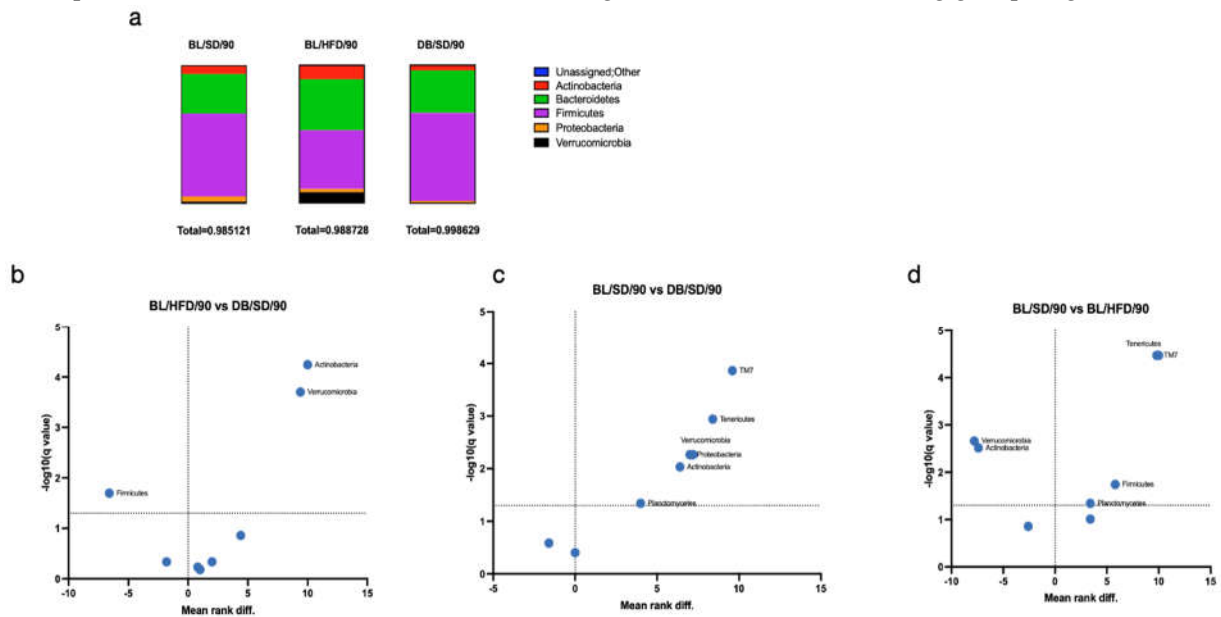 a
BL/SD/90
BL/HFD/90
DB/SD/90
Unassigned;Other
Actinobacteria
Bacteroidetes
Firmicutes
Proteobacteria
Verrucomicrobia
Total=0.985121
Total=0.988728
Total=0.998629
b
BL/HFD/90 vs DB/SD/90
5
4
3
2
1
0
-10
-5
0
5
10
15
-log10(q value)
Mean rank diff.
Actinobacteria
Verrucomicrobia
Firmicutes
c
BL/SD/90 vs DB/SD/90
5
4
3
2
1
0
-5
0
5
10
15
-log10(q value)
Mean rank diff.
TM7
Tenericutes
Verrucomicrobia
Proteobacteria
Actinobacteria
Planctomycetes
d
BL/SD/90 vs BL/HFD/90
5
4
3
2
1
0
-10
-5
0
5
10
15
-log10(q value)
Mean rank diff.
Tenericutes
TM7
Verrucomicrobia
Actinobacteria
Firmicutes
Planctomycetes